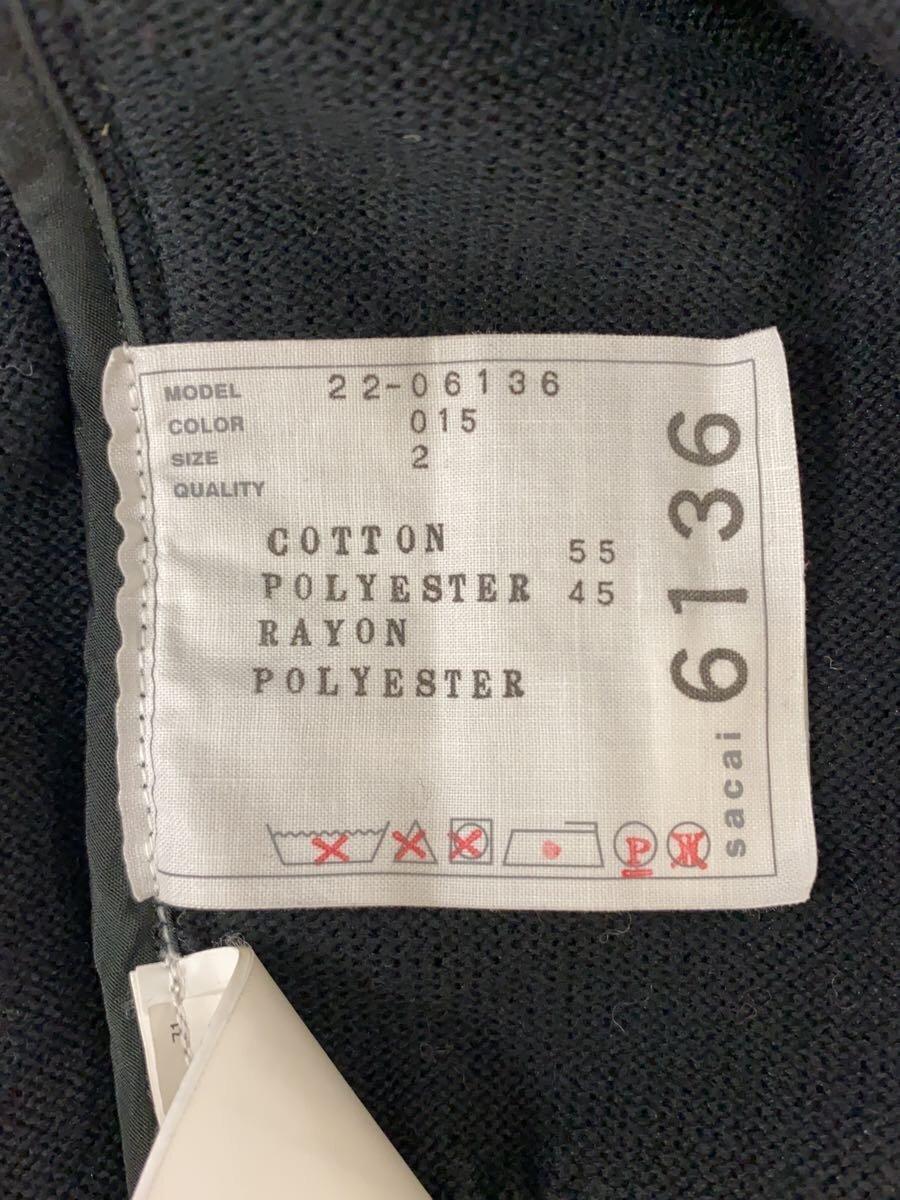 MODEL 22-06136
COLOR 015
SIZE 2
QUALITY
COTTON 55
POLYESTER 45
RAYON
POLYESTER
P W
sacai 6136